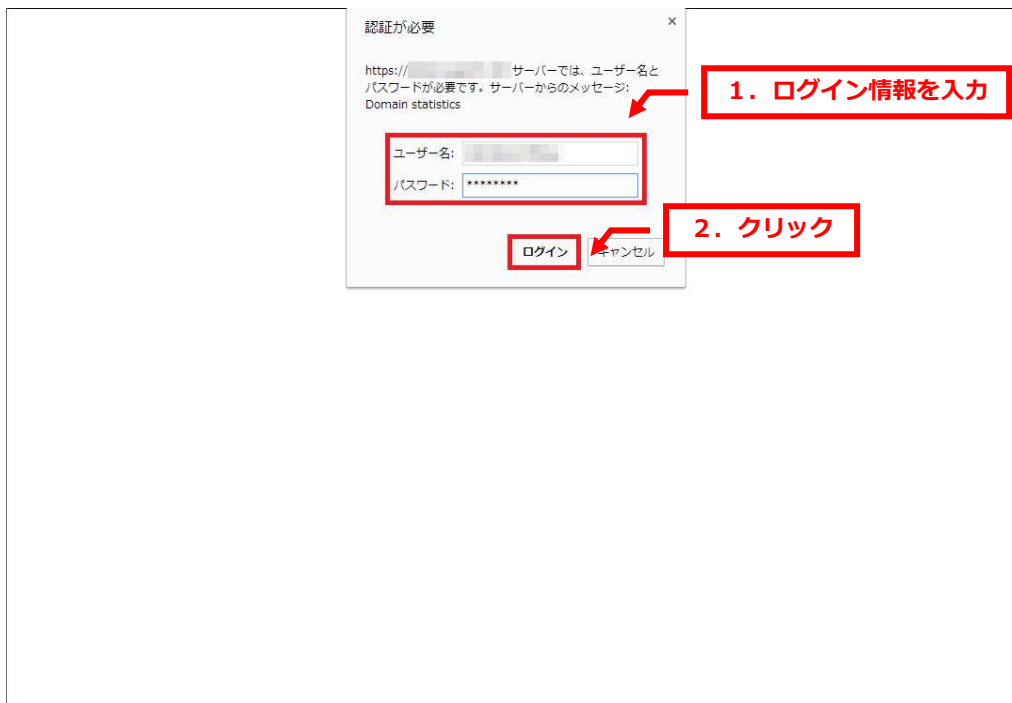 認証が必要
×
https:// サーバーでは、ユーザー名と
パスワードが必要です。サーバーからのメッセージ:
Domain statistics
1．ログイン情報を入力
ユーザー名:
パスワード: ********
2．クリック
ログイン
キャンセル